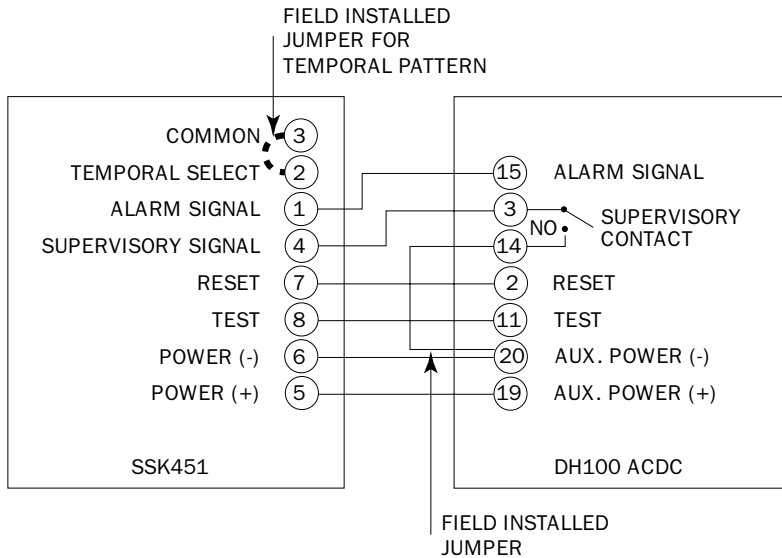 FIELD INSTALLED
JUMPER FOR
TEMPORAL PATTERN
COMMON 3
TEMPORAL SELECT 2
ALARM SIGNAL 1
SUPERVISORY SIGNAL 4
RESET 7
TEST 8
POWER (-) 6
POWER (+) 5
SSK451
15 ALARM SIGNAL
3
NO
14
SUPERVISORY
CONTACT
2 RESET
11 TEST
20 AUX. POWER (-)
19 AUX. POWER (+)
DH100 ACDC
FIELD INSTALLED
JUMPER